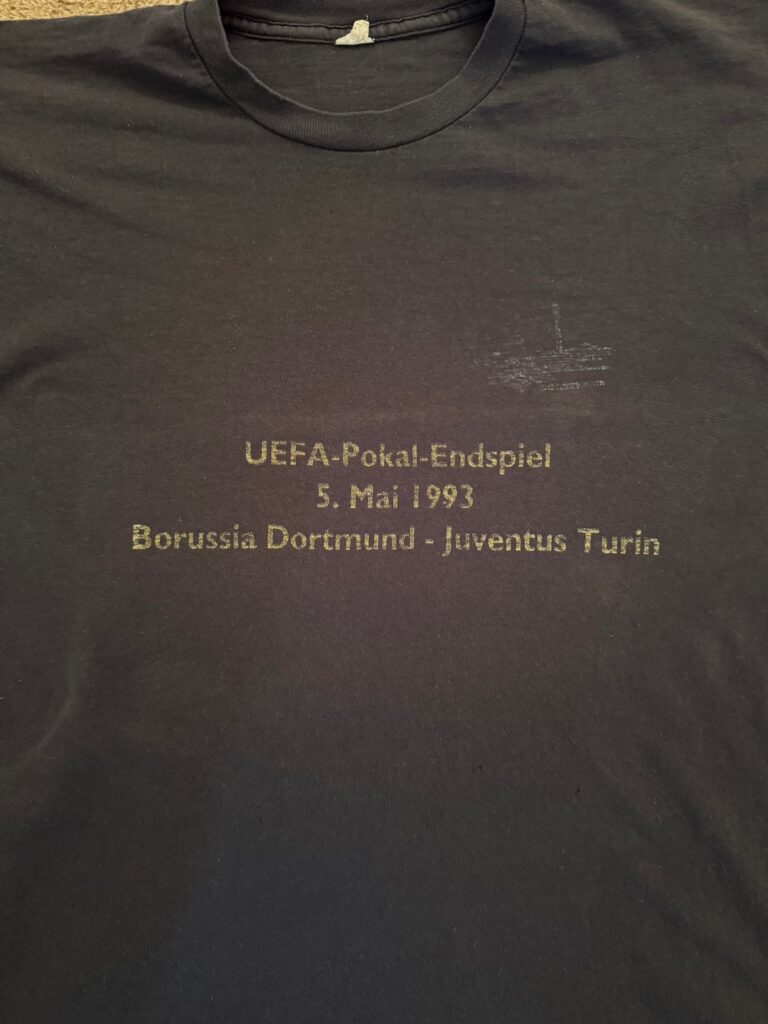 UEFA-Pokal-Endspiel
5. Mai 1993
Borussia Dortmund - Juventus Turin